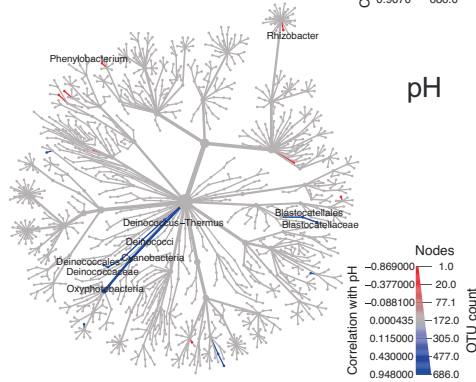 Rhizobacter
Phenylobacterium
pH
Blastocatellales
Blastocatellaceae
Deinococcus−Thermus
Deinococci
Cyanobacteria
Deinococcales
Deinococcaceae
Oxyphotobacteria
Nodes
Correlation with pH
OTU count
−0.869000 1.0
−0.377000 20.0
−0.088100 77.1
0.000435 172.0
0.115000 305.0
0.430000 477.0
0.948000 686.0